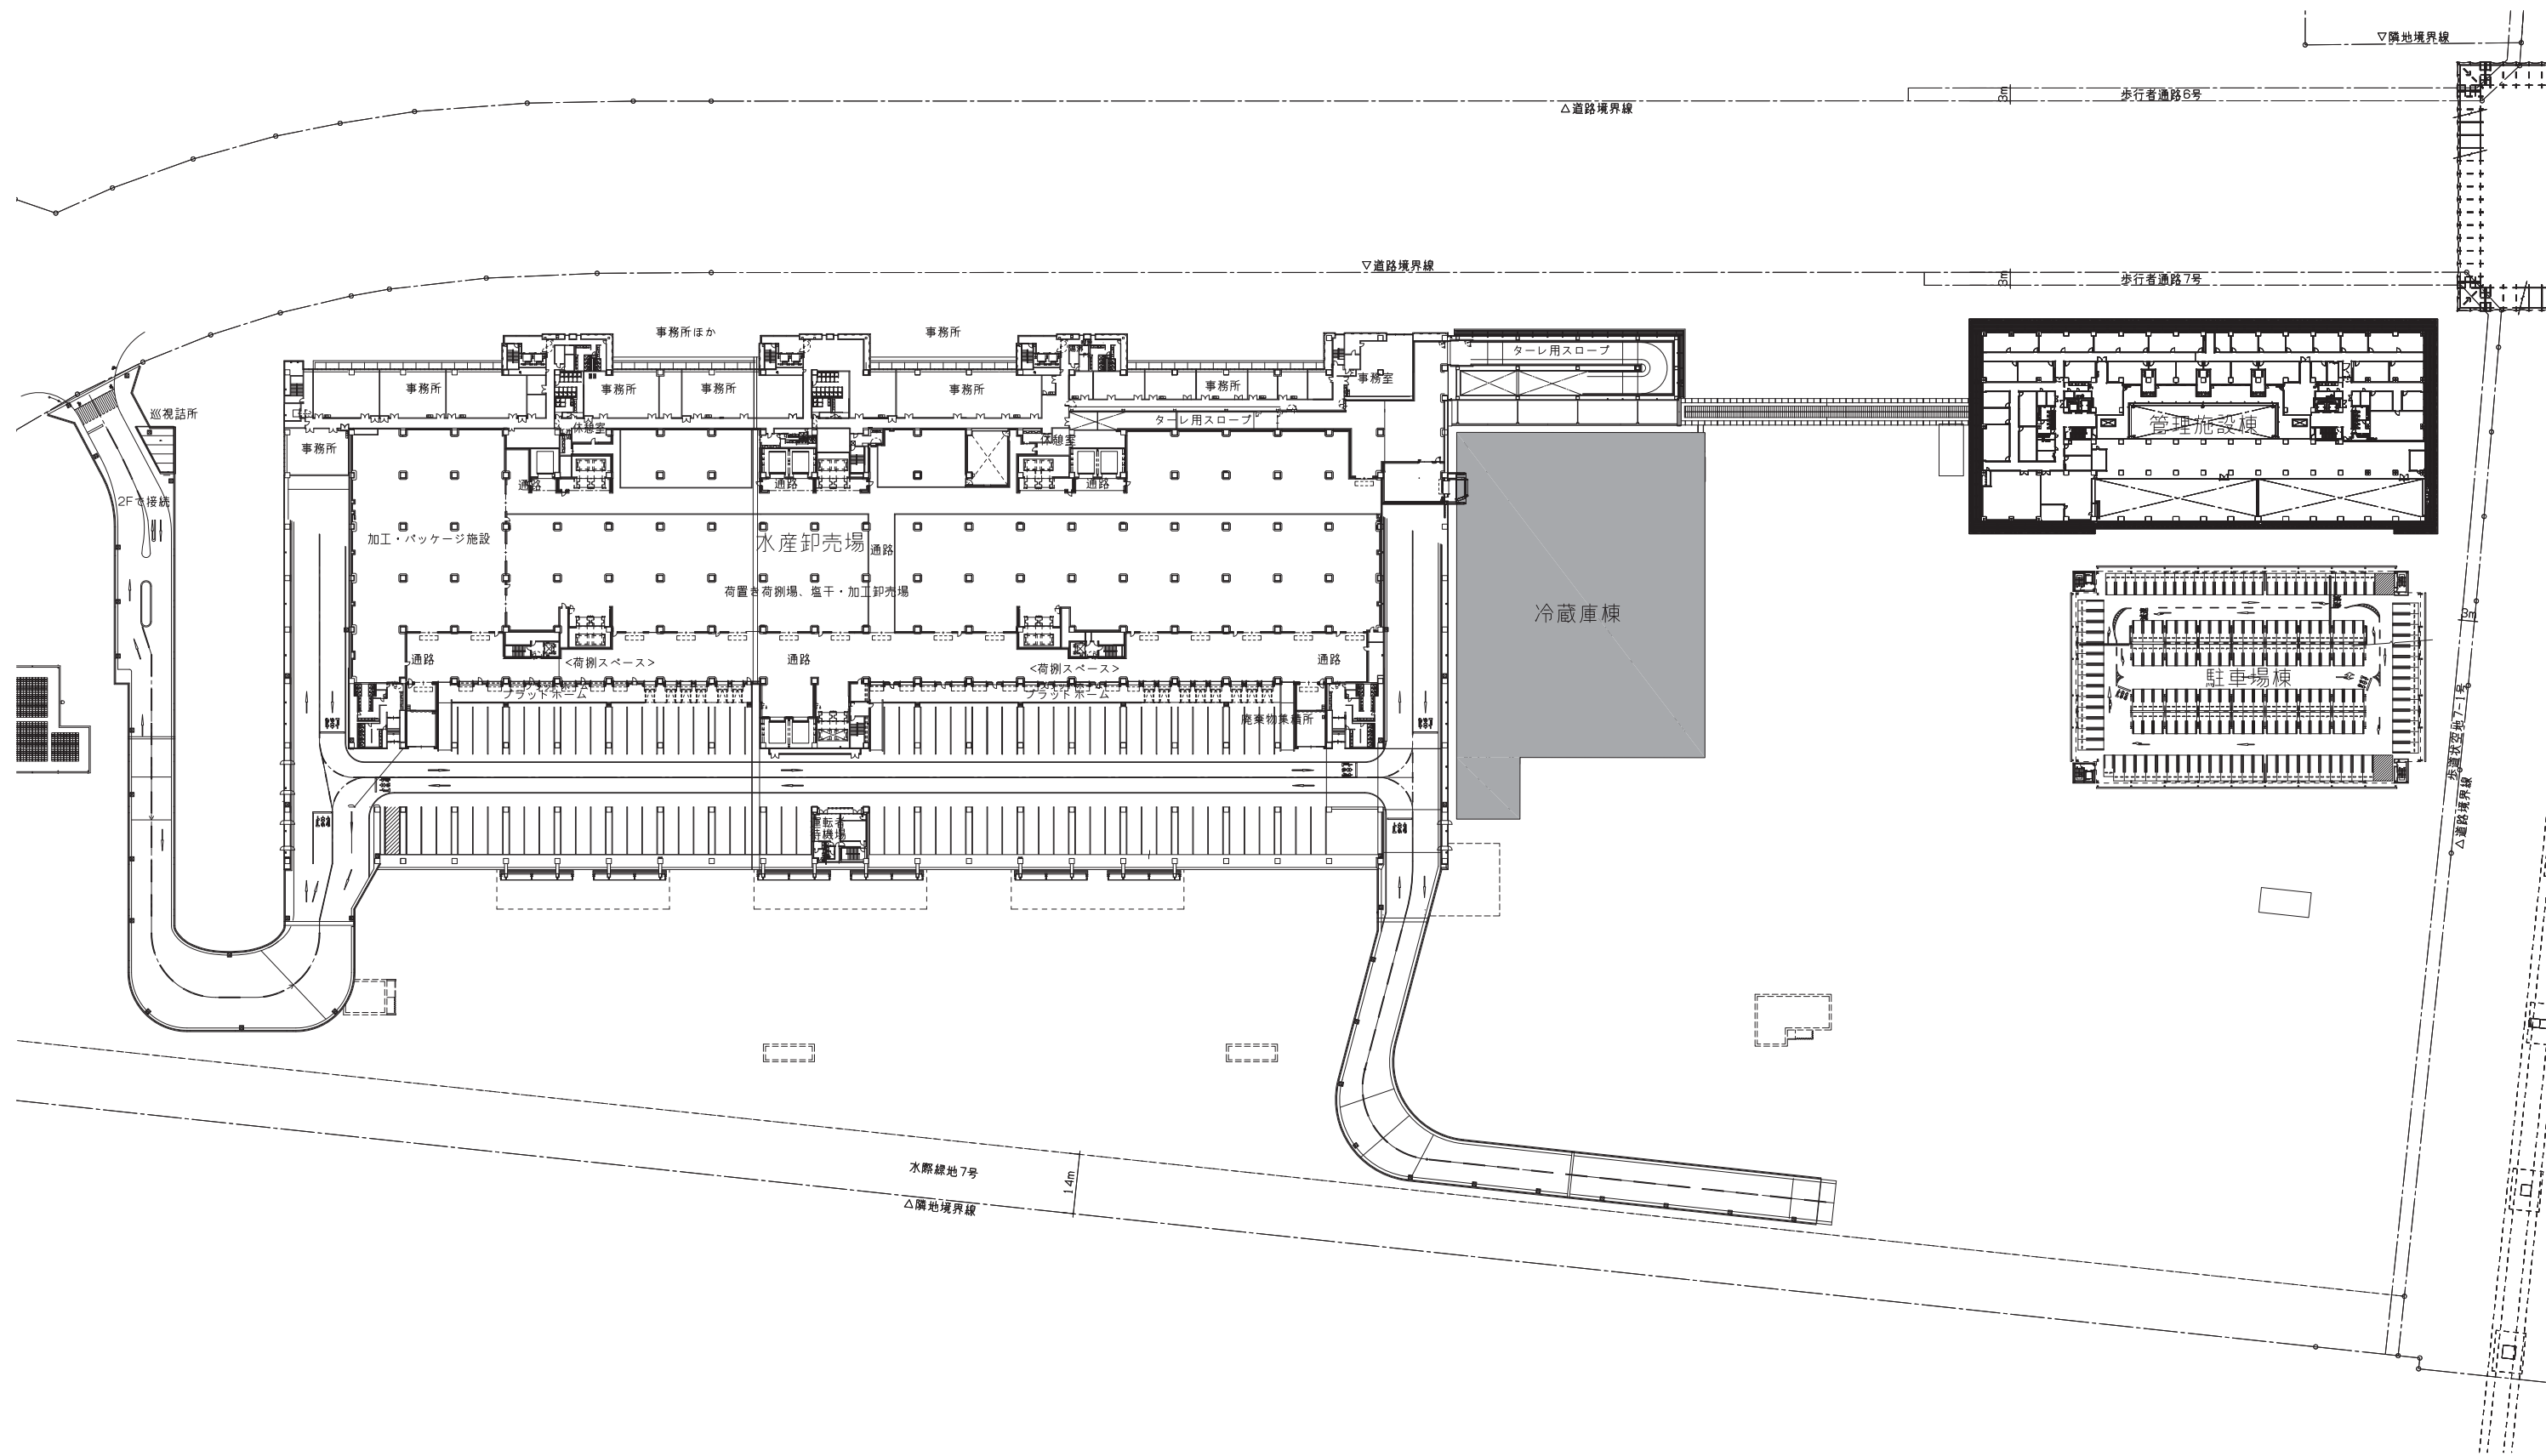 ▽隣地境界線
3m
歩行者通路6号
△道路境界線
▽道路境界線
3m
歩行者通路7号
事務所ほか
事務所
ターレ用スロープ
事務室
事務所
事務所
事務所
事務所
事務所
巡視詰所
ターレ用スロープ
管理施設棟
休憩室
休憩室
事務所
通路
通路
通路
2Fで接続
加工・パッケージ施設
水産卸売場
通路
荷置き荷捌場、塩干・加工卸売場
冷蔵庫棟
3m
通路
<荷捌スペース>
通路
<荷捌スペース>
通路
駐車場棟
プラットホーム
プラットホーム
廃棄物集積所
歩道状空地7-1号
△道路境界線
運転者
待機場
水際緑地7号
14m
△隣地境界線